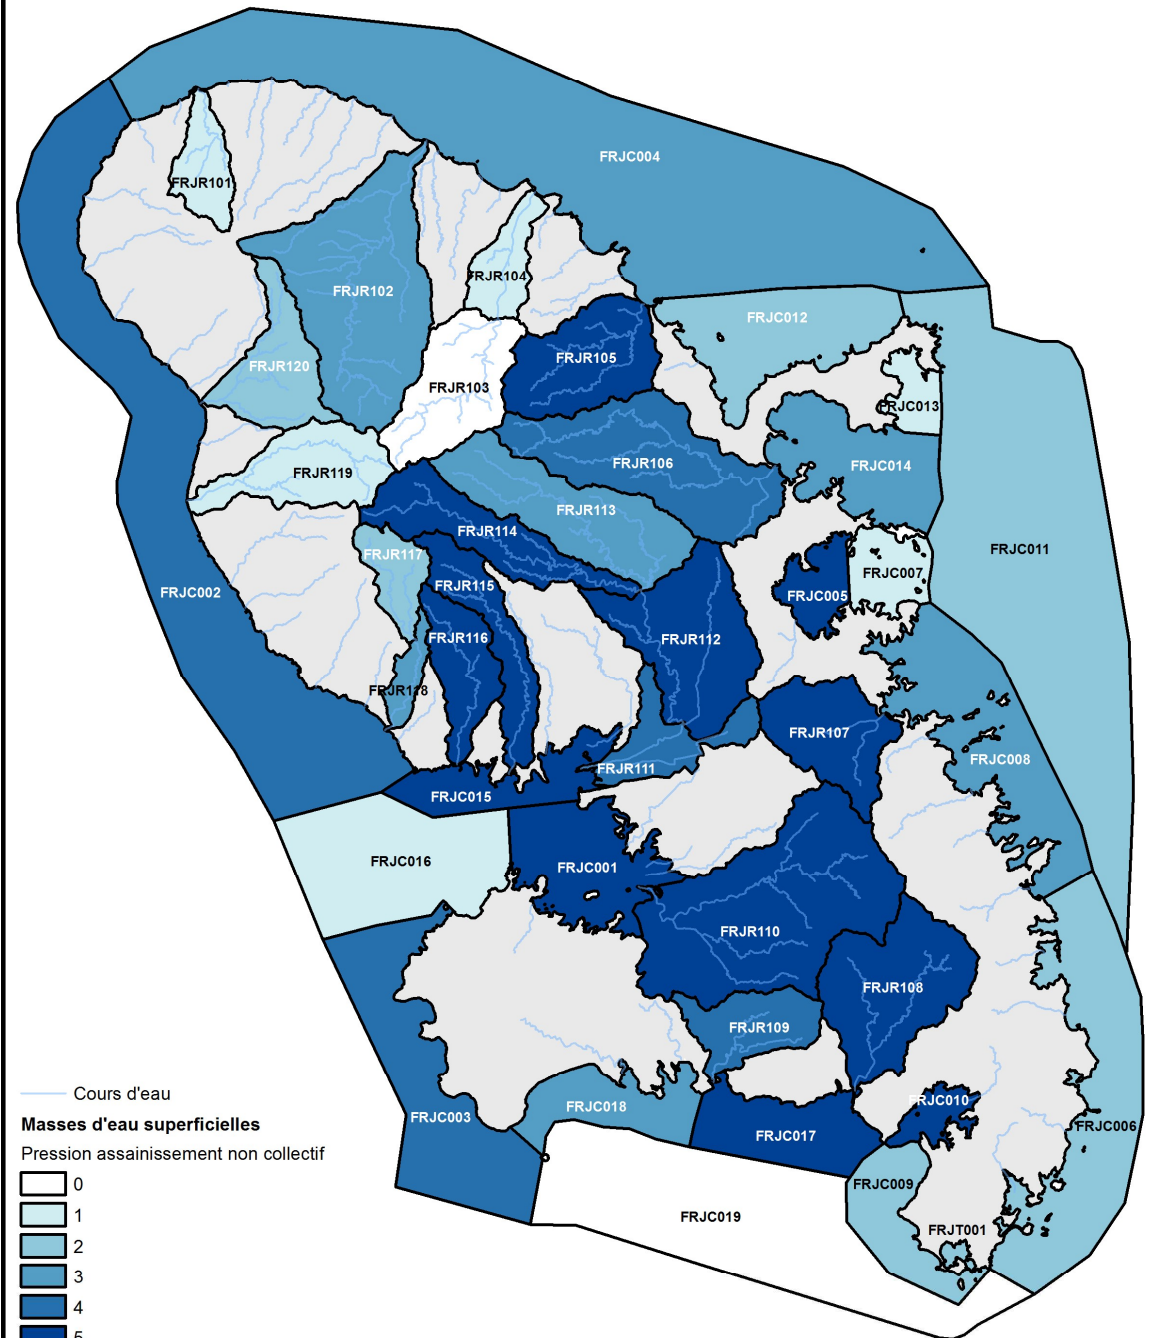 FRJC004
FRJR101
FRJR104
FRJR102
FRJC012
FRJR105
FRJR120
FRJR103
FRJC013
FRJR106
FRJC014
FRJR119
FRJR113
FRJR114
FRJC011
FRJR117
FRJC007
FRJR115
FRJC002
FRJC005
FRJR116
FRJR112
FRJR118
FRJR107
FRJC008
FRJR111
FRJC015
FRJC016
FRJC001
FRJR110
FRJR108
FRJR109
Cours d'eau
FRJC010
FRJC018
FRJC003
Masses d'eau superficielles
FRJC006
FRJC017
Pression assainissement non collectif
0
FRJC009
1
FRJC019
FRJT001
2
3
4
5